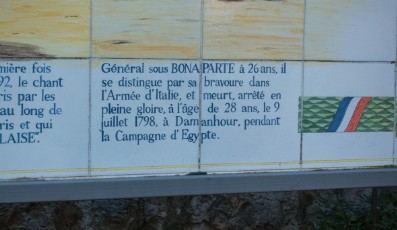 mière fois
92, le chant
ris par les
au long de
ris et qui
LAISE".
Général sous BONAPARTE à 26 ans, il
se distingue par sa bravoure dans
l'Armée d'Italie, et meurt, arrêté en
pleine gloire, à l'âge de 28 ans, le 9
juillet 1798, à Damanhour, pendant
la Campagne d'Egypte.